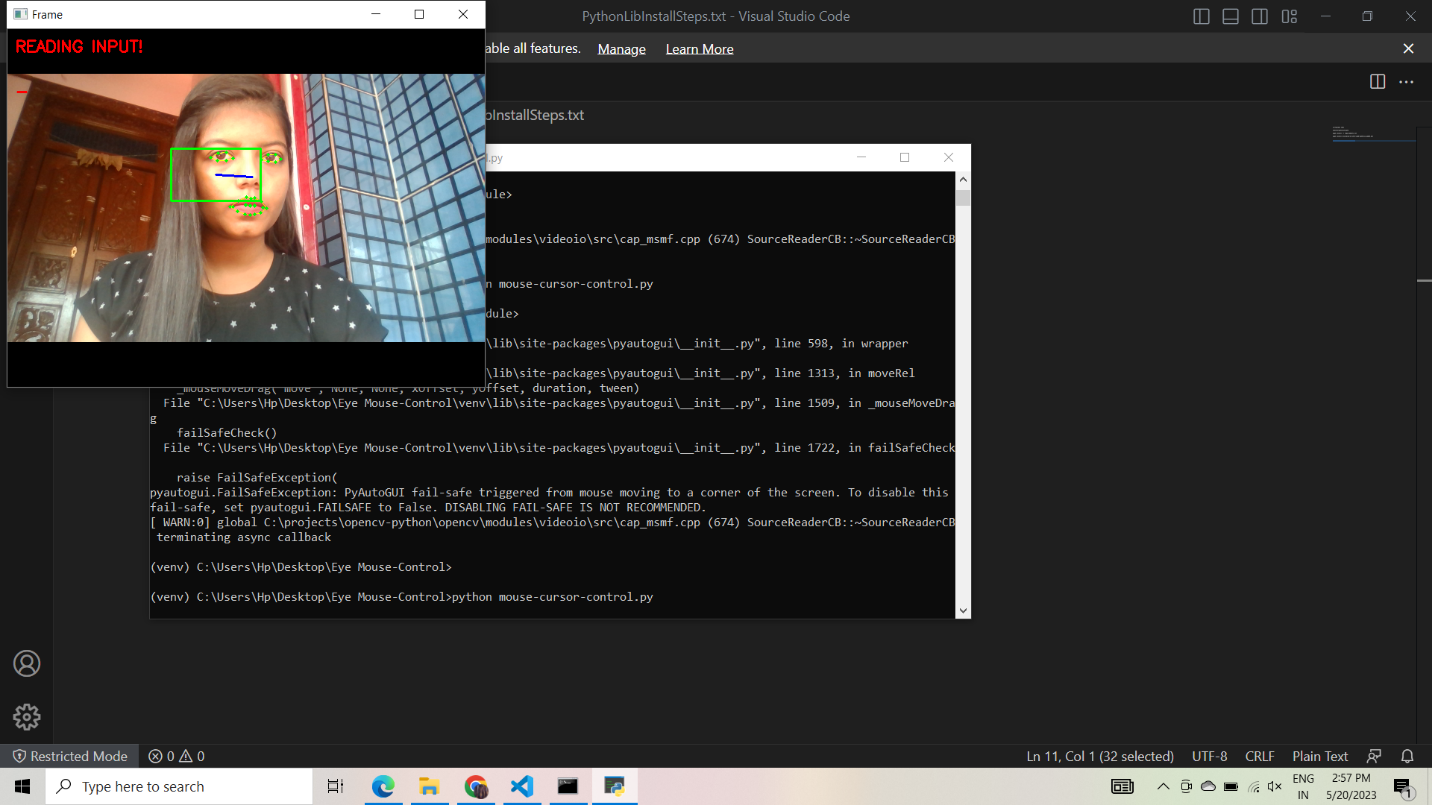 Frame
PythonLibInstallSteps.txt - Visual Studio Code
READING INPUT!
able all features. Manage Learn More
bInstallSteps.txt
.py
ule>
\modules\videoio\src\cap_msmf.cpp (674) SourceReaderCB::~SourceReaderCB
n mouse-cursor-control.py
dule>
\lib\site-packages\pyautogui\__init__.py", line 598, in wrapper
\lib\site-packages\pyautogui\__init__.py", line 1313, in moveRel
_mouseMoveDrag("move", None, None, xOffset, yOffset, duration, tween)
File "C:\Users\Hp\Desktop\Eye Mouse-Control\venv\lib\site-packages\pyautogui\__init__.py", line 1509, in _mouseMoveDra
g
failSafeCheck()
File "C:\Users\Hp\Desktop\Eye Mouse-Control\venv\lib\site-packages\pyautogui\__init__.py", line 1722, in failSafeCheck
raise FailSafeException(
pyautogui.FailSafeException: PyAutoGUI fail-safe triggered from mouse moving to a corner of the screen. To disable this
fail-safe, set pyautogui.FAILSAFE to False. DISABLING FAIL-SAFE IS NOT RECOMMENDED.
[ WARN:0] global C:\projects\opencv-python\opencv\modules\videoio\src\cap_msmf.cpp (674) SourceReaderCB::~SourceReaderCB
terminating async callback
(venv) C:\Users\Hp\Desktop\Eye Mouse-Control>
(venv) C:\Users\Hp\Desktop\Eye Mouse-Control>python mouse-cursor-control.py
Restricted Mode 0 0 Ln 11, Col 1 (32 selected) UTF-8 CRLF Plain Text
Type here to search
ENG
IN
2:57 PM
5/20/2023
1